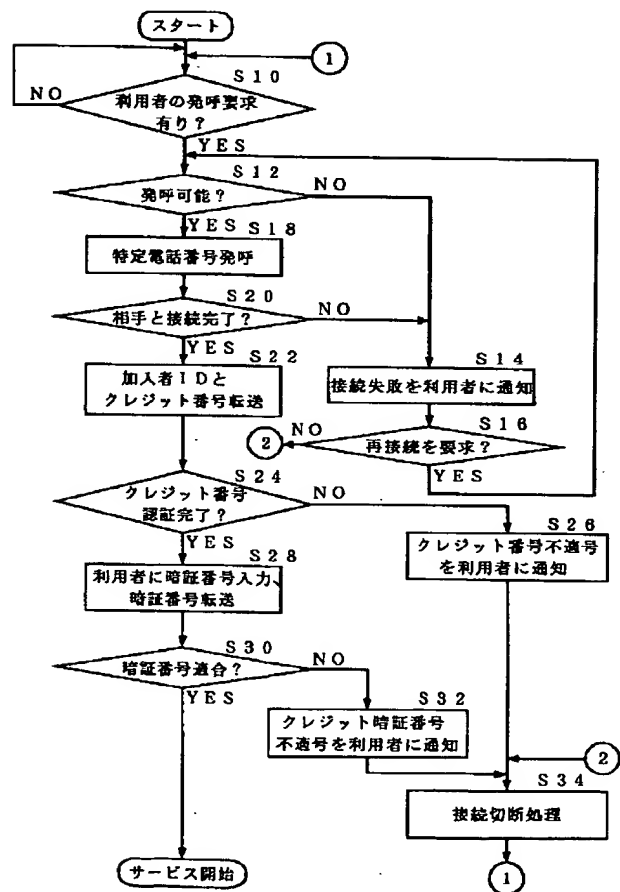 スタート
1
S10
NO
利用者の発呼要求
有り？
YES
S12
発呼可能？
NO
YES
S18
特定電話番号発呼
S20
相手と接続完了？
NO
YES
S22
加入者IDと
クレジット番号転送
S14
接続失敗を利用者に通知
S16
再接続を要求？
NO
2
YES
S24
クレジット番号
認証完了？
NO
YES
S26
クレジット番号不適号
を利用者に通知
S28
利用者に暗証番号入力、
暗証番号転送
S30
暗証番号適合？
NO
YES
S32
クレジット暗証番号
不適号を利用者に通知
2
S34
接続切断処理
サービス開始
1